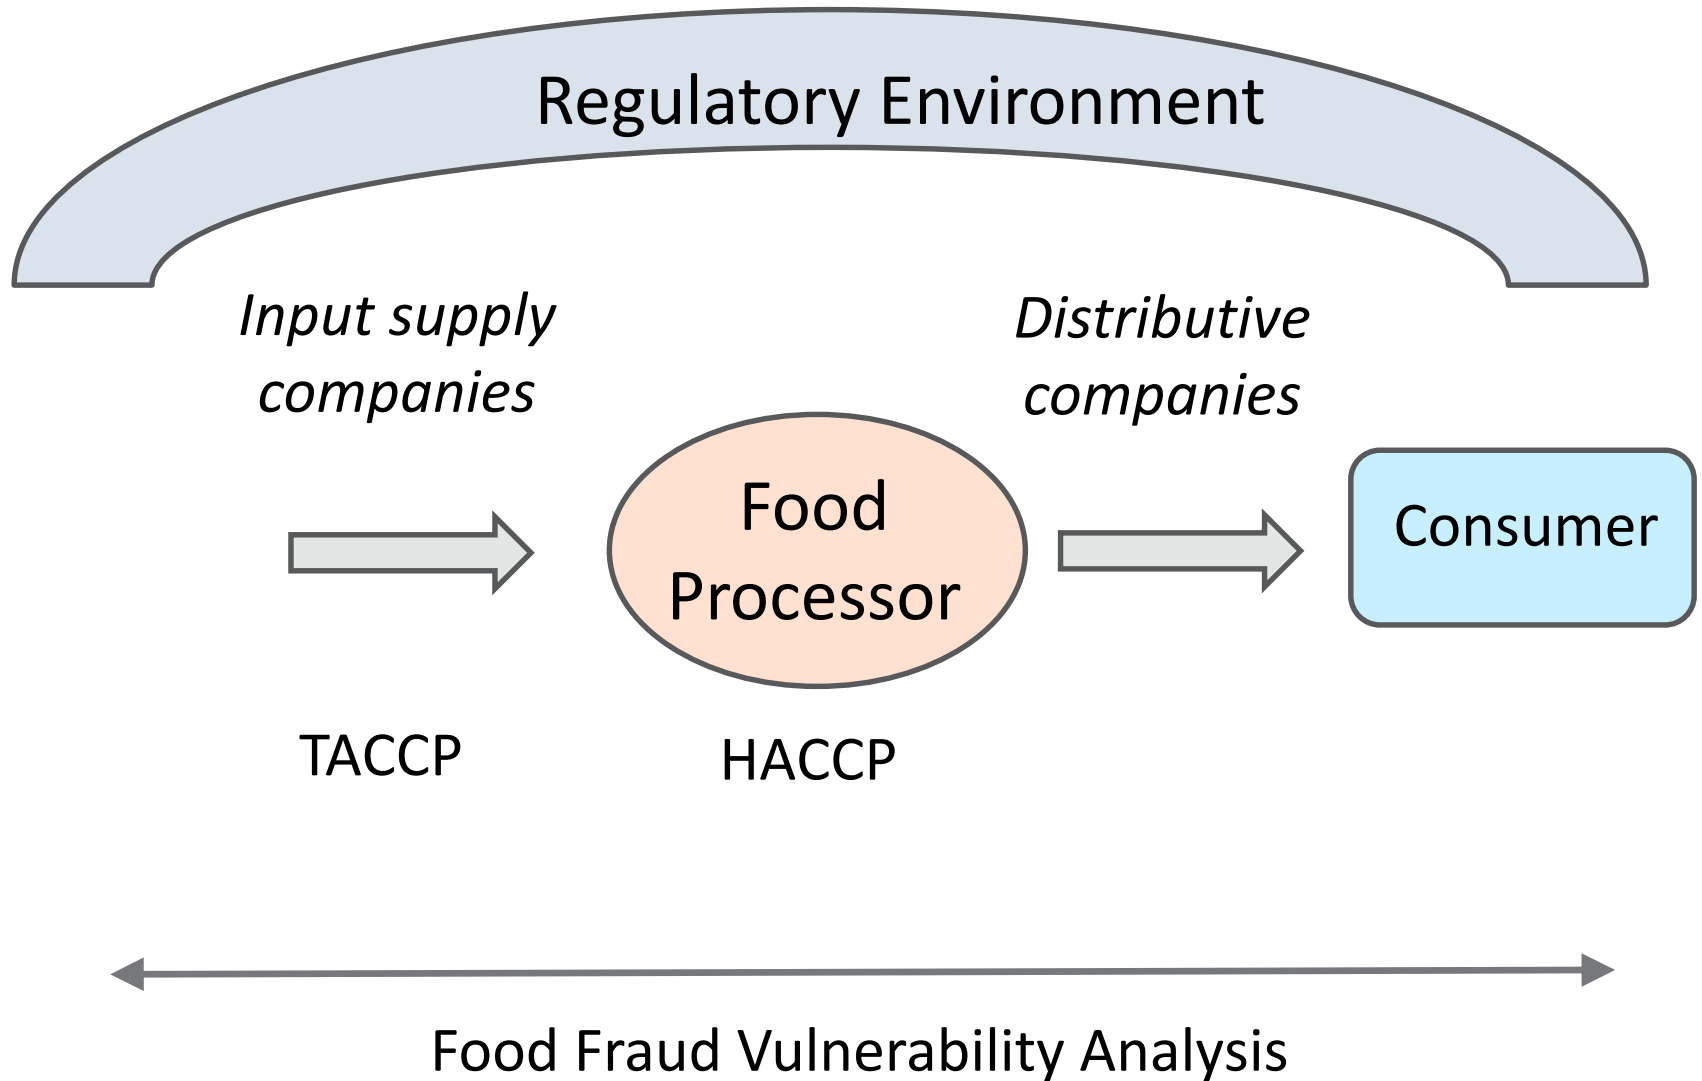 Regulatory Environment
Input supply
companies
Distributive
companies
Food
Processor
Consumer
TACCP
HACCP
Food Fraud Vulnerability Analysis